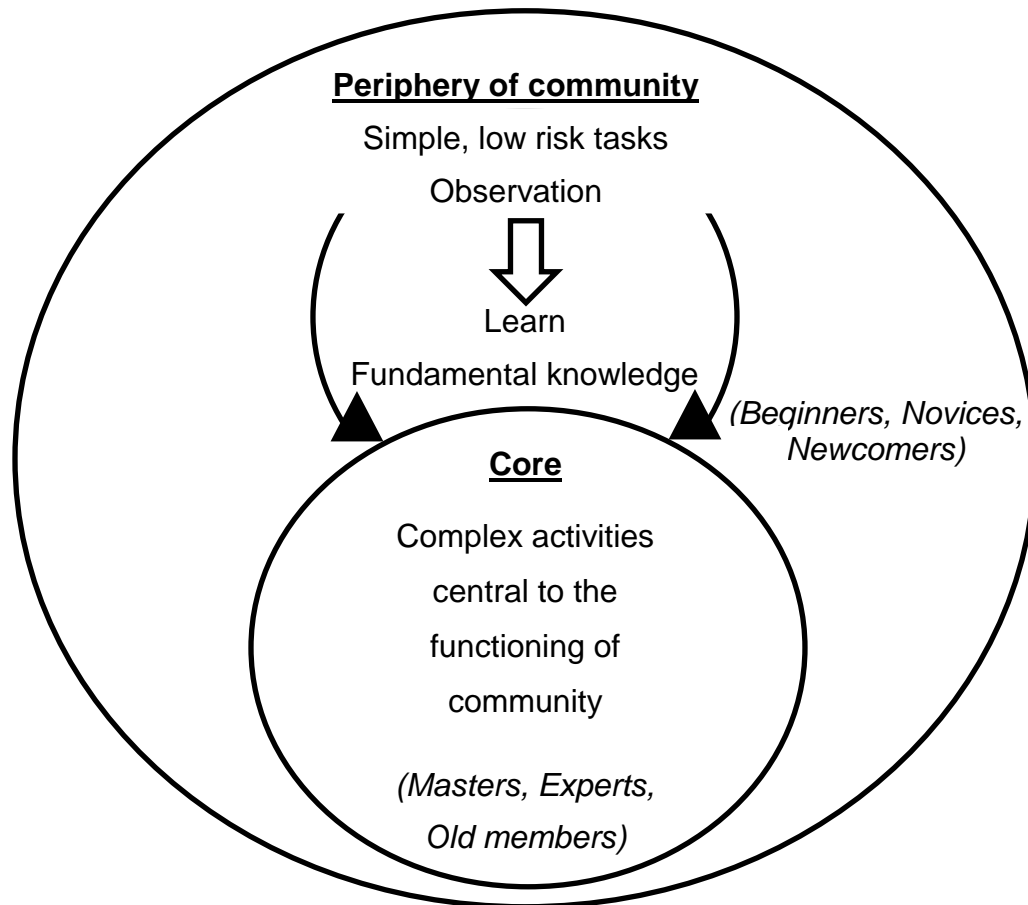 Periphery of community
Simple, low risk tasks
Observation
Learn
Fundamental knowledge
(Beginners, Novices,
Newcomers)
Core
Complex activities
central to the
functioning of
community
(Masters, Experts,
Old members)